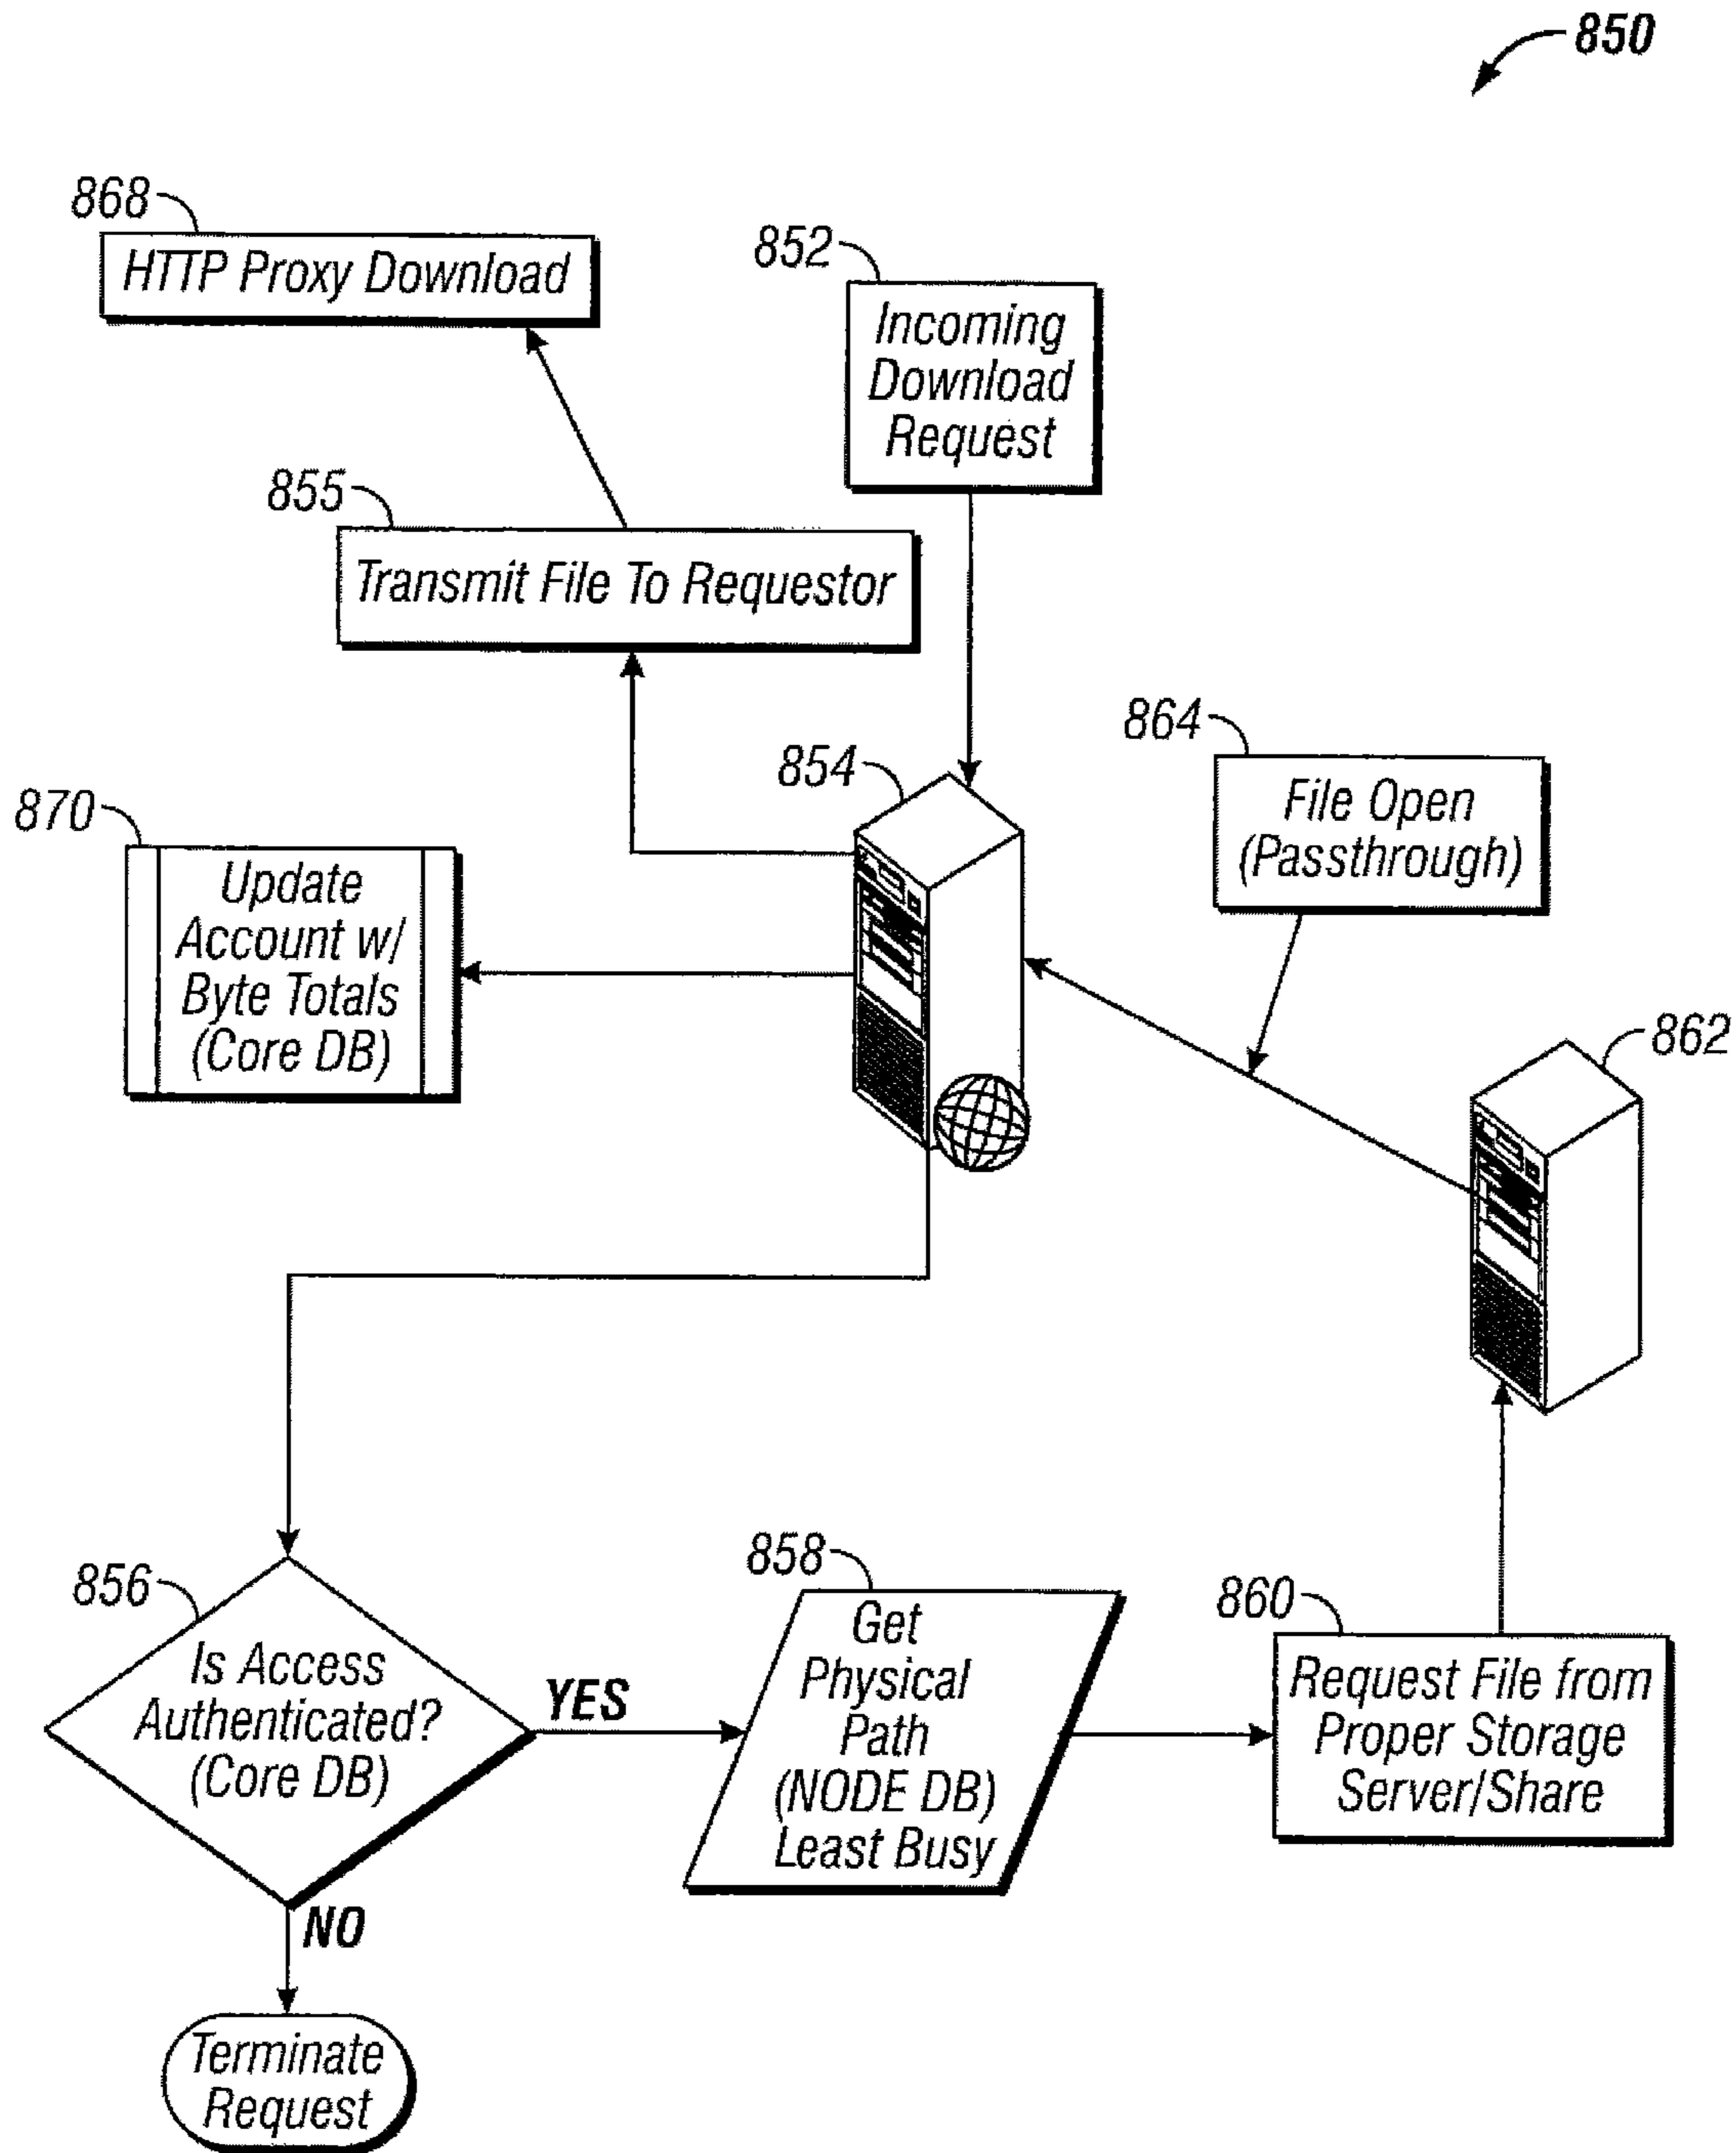 850
868
HTTP Proxy Download
852
Incoming
Download
Request
855
Transmit File To Requestor
864
File Open
(Passthrough)
854
870
Update
Account w/
Byte Totals
(Core DB)
862
856
Is Access
Authenticated?
(Core DB)
YES
NO
858
Get
Physical
Path
(NODE DB)
Least Busy
860
Request File from
Proper Storage
Server/Share
Terminate
Request